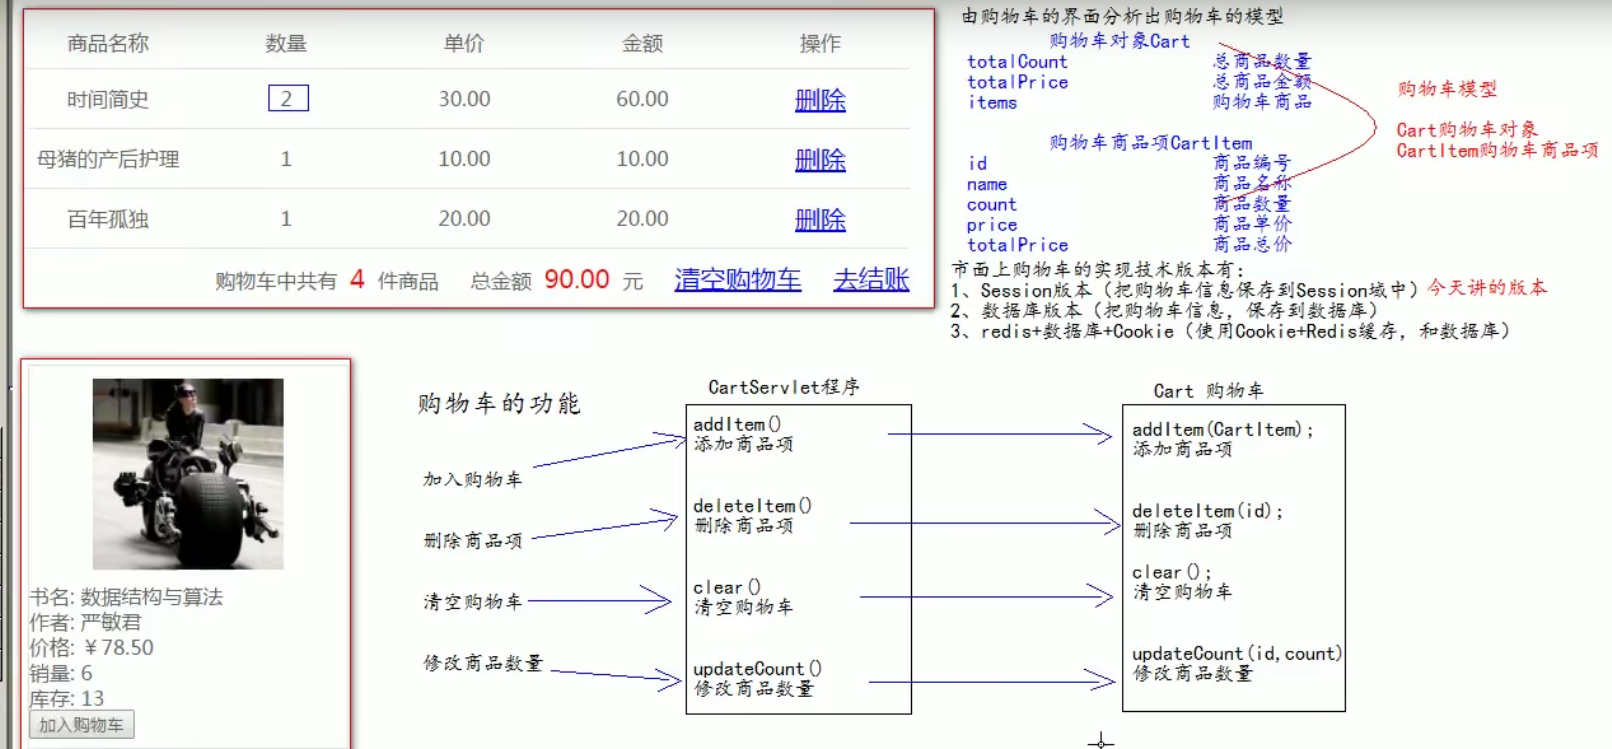 商品名称 数量 单价 金额 操作
时间简史 2 30.00 60.00 删除
母猪的产后护理 1 10.00 10.00 删除
百年孤独 1 20.00 20.00 删除
购物车中共有 4 件商品 总金额 90.00 元 清空购物车 去结账
由购物车的界面分析出购物车的模型
购物车对象Cart
totalCount 总商品数量
totalPrice 总商品金额
items 购物车商品
购物车商品项CartItem
id 商品编号
name 商品名称
count 商品数量
price 商品单价
totalPrice 商品总价
购物车模型
Cart购物车对象
CartItem购物车商品项
市面上购物车的实现技术版本有：
1、Session版本（把购物车信息保存到Session域中）今天讲的版本
2、数据库版本（把购物车信息，保存到数据库）
3、redis+数据库+Cookie（使用Cookie+Redis缓存，和数据库）
书名: 数据结构与算法
作者: 严敏君
价格: ￥78.50
销量: 6
库存: 13
加入购物车
购物车的功能
加入购物车
删除商品项
清空购物车
修改商品数量
CartServlet程序
addItem()
添加商品项
deleteItem()
删除商品项
clear()
清空购物车
updateCount()
修改商品数量
Cart 购物车
addItem(CartItem);
添加商品项
deleteItem(id);
删除商品项
clear();
清空购物车
updateCount(id,count)
修改商品数量